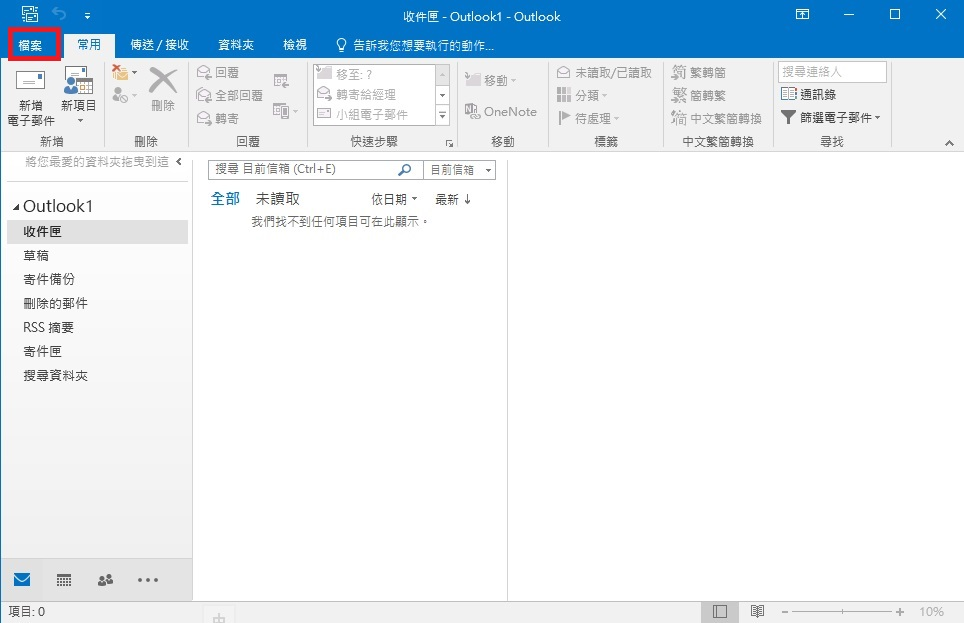 收件匣 - Outlook1 - Outlook
檔案 常用 傳送 / 接收 資料夾 檢視 告訴我您想要執行的動作...
新增
電子郵件
新項目
新增
刪除
刪除
回覆
全部回覆
轉寄
回覆
移至: ?
轉寄給經理
小組電子郵件
快速步驟
移動
OneNote
移動
未讀取/已讀取
分類
待處理
標籤
繁轉簡
簡轉繁
中文繁簡轉換
中文繁簡轉換
搜尋連絡人
通訊錄
篩選電子郵件
尋找
將您最愛的資料夾拖曳到這
Outlook1
收件匣
草稿
寄件備份
刪除的郵件
RSS 摘要
寄件匣
搜尋資料夾
搜尋 目前信箱 (Ctrl+E) 目前信箱
全部 未讀取 依日期 最新 ↓
我們找不到任何項目可在此顯示。
項目: 0
中
10%